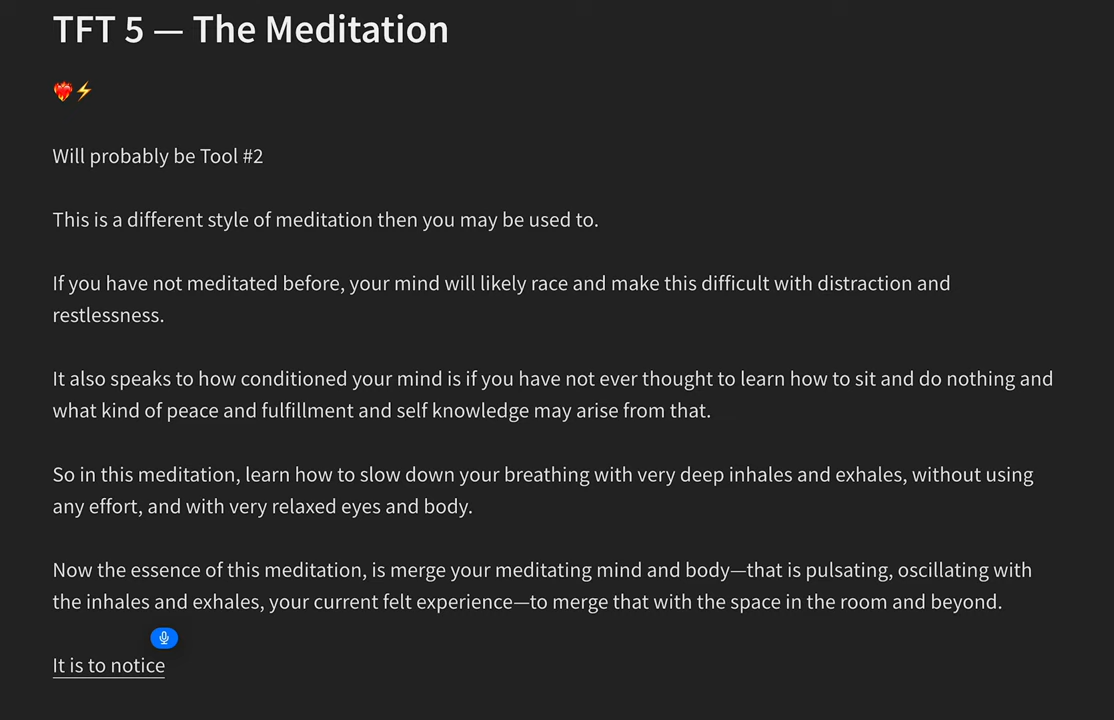 TFT 5 — The Meditation
❤️‍🔥⚡
Will probably be Tool #2
This is a different style of meditation then you may be used to.
If you have not meditated before, your mind will likely race and make this difficult with distraction and
restlessness.
It also speaks to how conditioned your mind is if you have not ever thought to learn how to sit and do nothing and
what kind of peace and fulfillment and self knowledge may arise from that.
So in this meditation, learn how to slow down your breathing with very deep inhales and exhales, without using
any effort, and with very relaxed eyes and body.
Now the essence of this meditation, is merge your meditating mind and body—that is pulsating, oscillating with
the inhales and exhales, your current felt experience—to merge that with the space in the room and beyond.
It is to notice